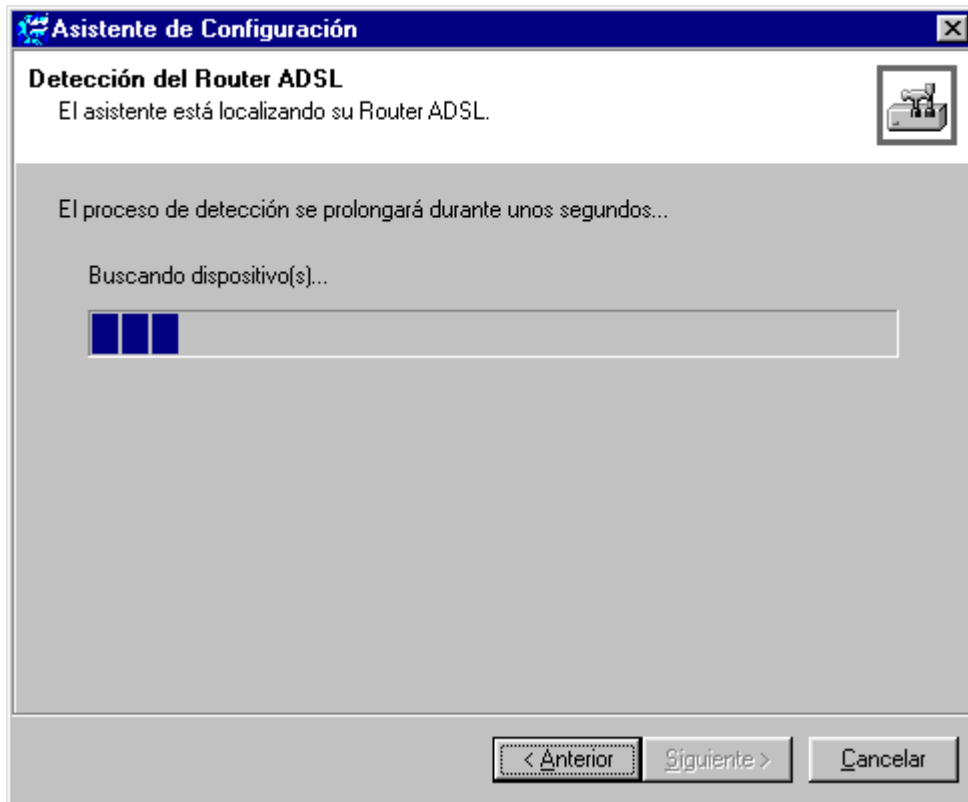 Asistente de Configuración
Detección del Router ADSL
El asistente está localizando su Router ADSL.
El proceso de detección se prolongará durante unos segundos...
Buscando dispositivo(s)...
< Anterior
Siguiente >
Cancelar